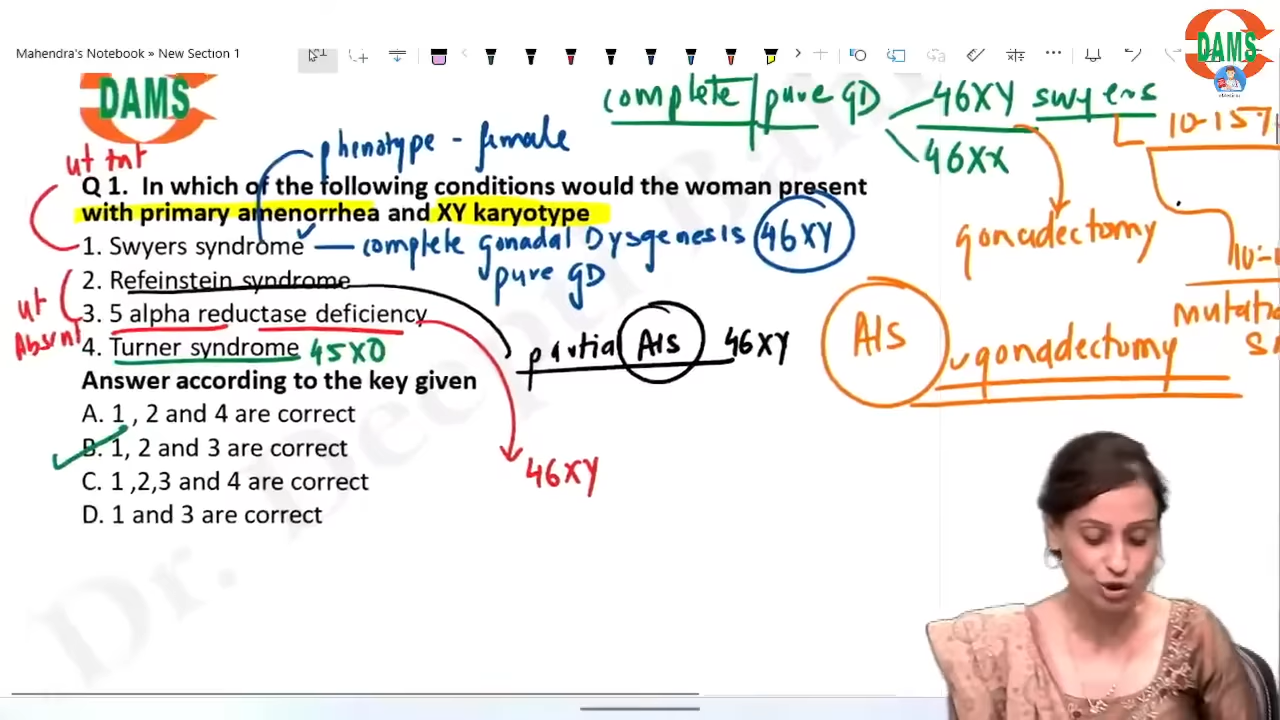 Mahendra's Notebook » New Section 1
DAMS
DAMS
complete/pure GD
46XY swyers
46XX
gonadectomy
phenotype - female
ut
Q 1. In which of the following conditions would the woman present
with primary amenorrhea and XY karyotype
1. Swyers syndrome
complete gonadal Dysgenesis 46XY
pure GD
2. Refeinstein syndrome
3. 5 alpha reductase deficiency
4. Turner syndrome 45XO
ut
Absnt
partial AIS 46XY
AIS
gonadectomy
Answer according to the key given
A. 1 , 2 and 4 are correct
B. 1, 2 and 3 are correct
C. 1 ,2,3 and 4 are correct
D. 1 and 3 are correct
46XY
Dr.